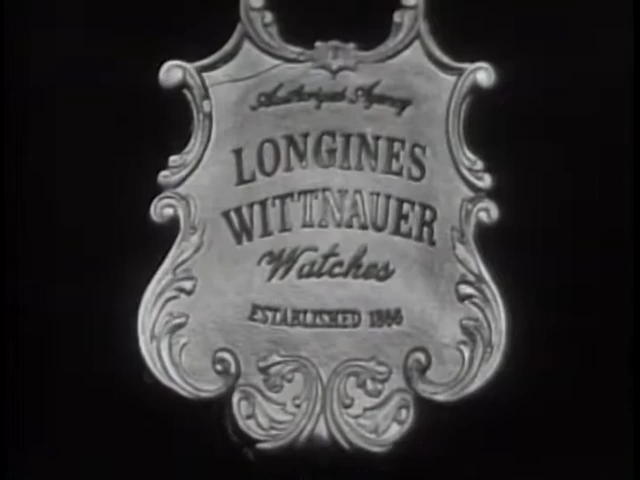 Authorized Agency
LONGINES
WITTNAUER
Watches
ESTABLISHED 1866